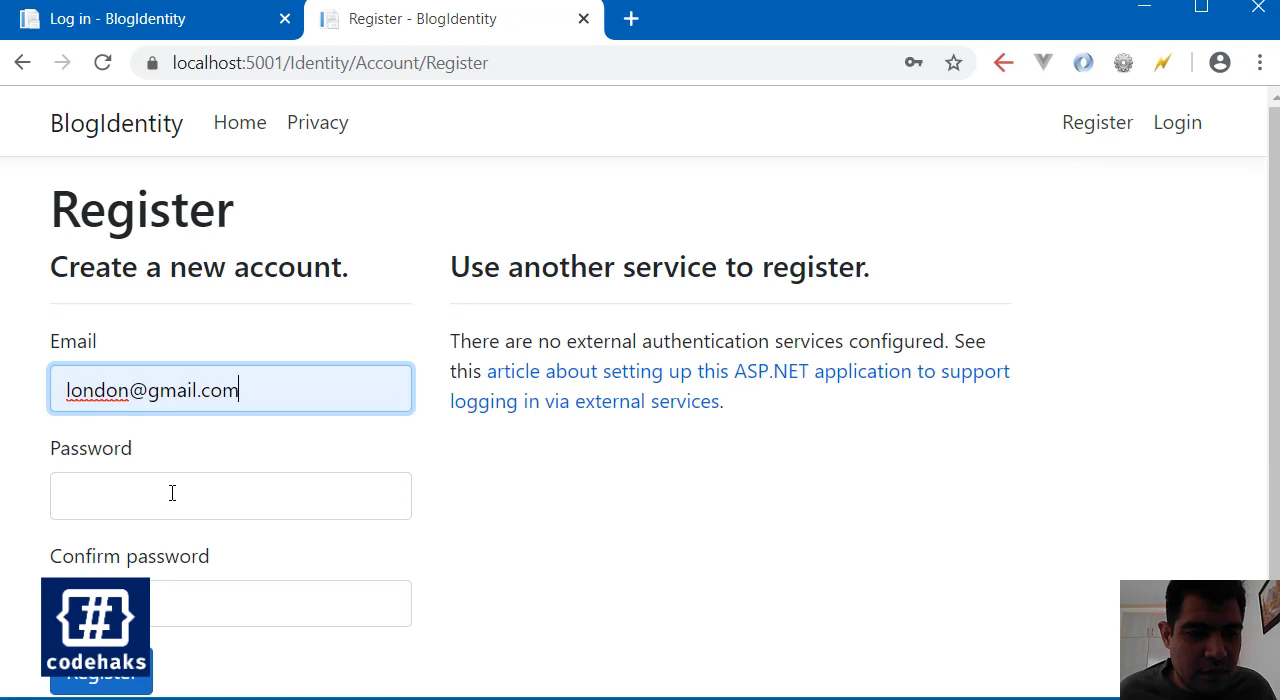 Log in - BlogIdentity
Register - BlogIdentity
localhost:5001/Identity/Account/Register
BlogIdentity Home Privacy Register Login
Register
Create a new account.
Email
london@gmail.com
Password
Confirm password
Register
Use another service to register.
There are no external authentication services configured. See
this article about setting up this ASP.NET application to support
logging in via external services.
{#}
codehaks